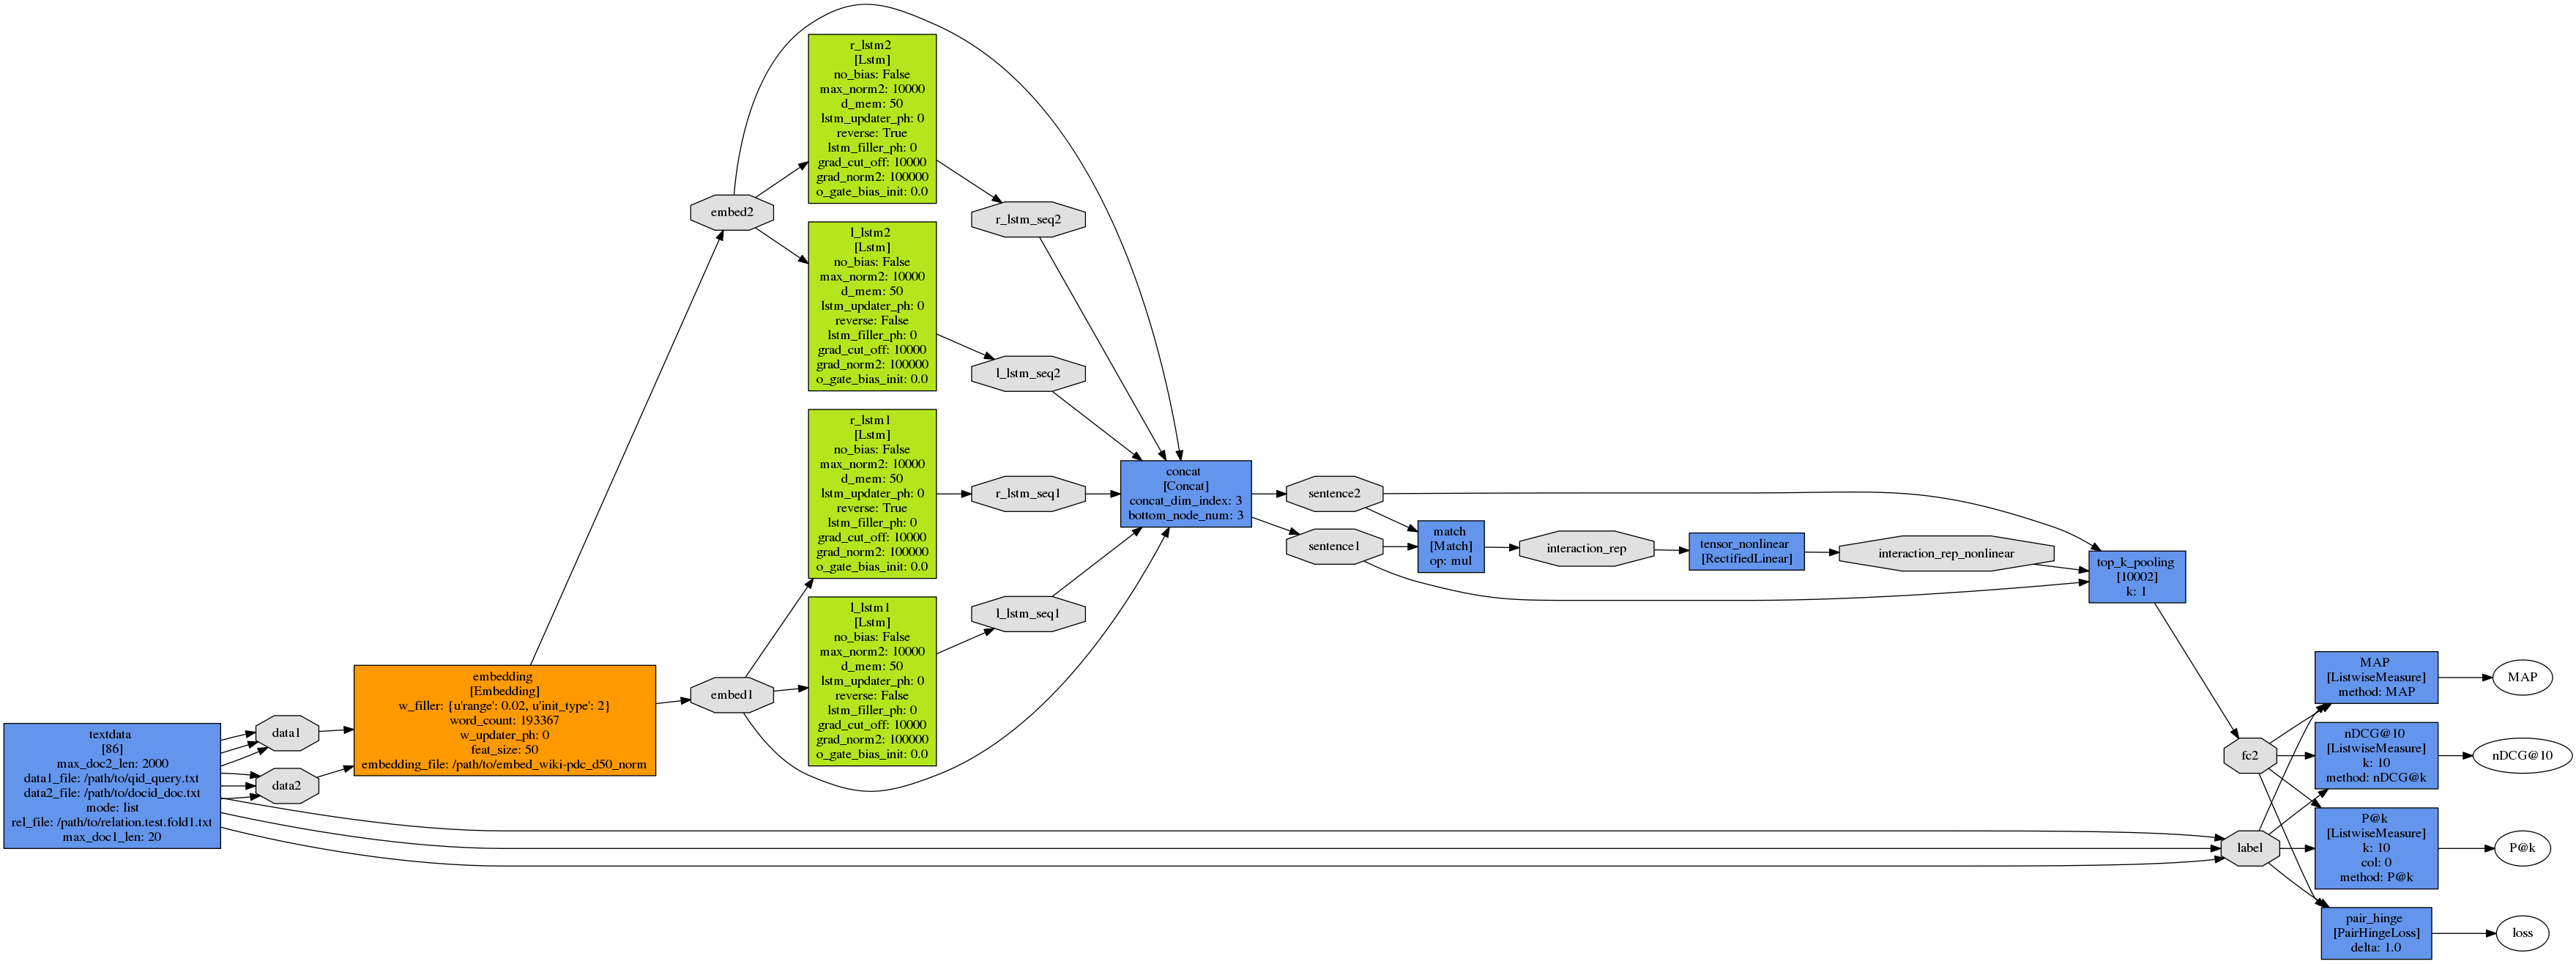 textdata
[86]
max_doc2_len: 2000
data1_file: /path/to/qid_query.txt
data2_file: /path/to/docid_doc.txt
mode: list
rel_file: /path/to/relation.test.fold1.txt
max_doc1_len: 20
data1
data2
embedding
[Embedding]
w_filler: {u'range': 0.02, u'init_type': 2}
word_count: 193367
w_updater_ph: 0
feat_size: 50
embedding_file: /path/to/embed_wiki-pdc_d50_norm
embed2
embed1
r_lstm2
[Lstm]
no_bias: False
max_norm2: 10000
d_mem: 50
lstm_updater_ph: 0
reverse: True
lstm_filler_ph: 0
grad_cut_off: 10000
grad_norm2: 100000
o_gate_bias_init: 0.0
l_lstm2
[Lstm]
no_bias: False
max_norm2: 10000
d_mem: 50
lstm_updater_ph: 0
reverse: False
lstm_filler_ph: 0
grad_cut_off: 10000
grad_norm2: 100000
o_gate_bias_init: 0.0
r_lstm1
[Lstm]
no_bias: False
max_norm2: 10000
d_mem: 50
lstm_updater_ph: 0
reverse: True
lstm_filler_ph: 0
grad_cut_off: 10000
grad_norm2: 100000
o_gate_bias_init: 0.0
l_lstm1
[Lstm]
no_bias: False
max_norm2: 10000
d_mem: 50
lstm_updater_ph: 0
reverse: False
lstm_filler_ph: 0
grad_cut_off: 10000
grad_norm2: 100000
o_gate_bias_init: 0.0
r_lstm_seq2
l_lstm_seq2
r_lstm_seq1
l_lstm_seq1
concat
[Concat]
concat_dim_index: 3
bottom_node_num: 3
sentence2
sentence1
match
[Match]
op: mul
interaction_rep
tensor_nonlinear
[RectifiedLinear]
interaction_rep_nonlinear
top_k_pooling
[10002]
k: 1
fc2
label
MAP
[ListwiseMeasure]
method: MAP
nDCG@10
[ListwiseMeasure]
k: 10
method: nDCG@k
P@k
[ListwiseMeasure]
k: 10
col: 0
method: P@k
pair_hinge
[PairHingeLoss]
delta: 1.0
MAP
nDCG@10
P@k
loss